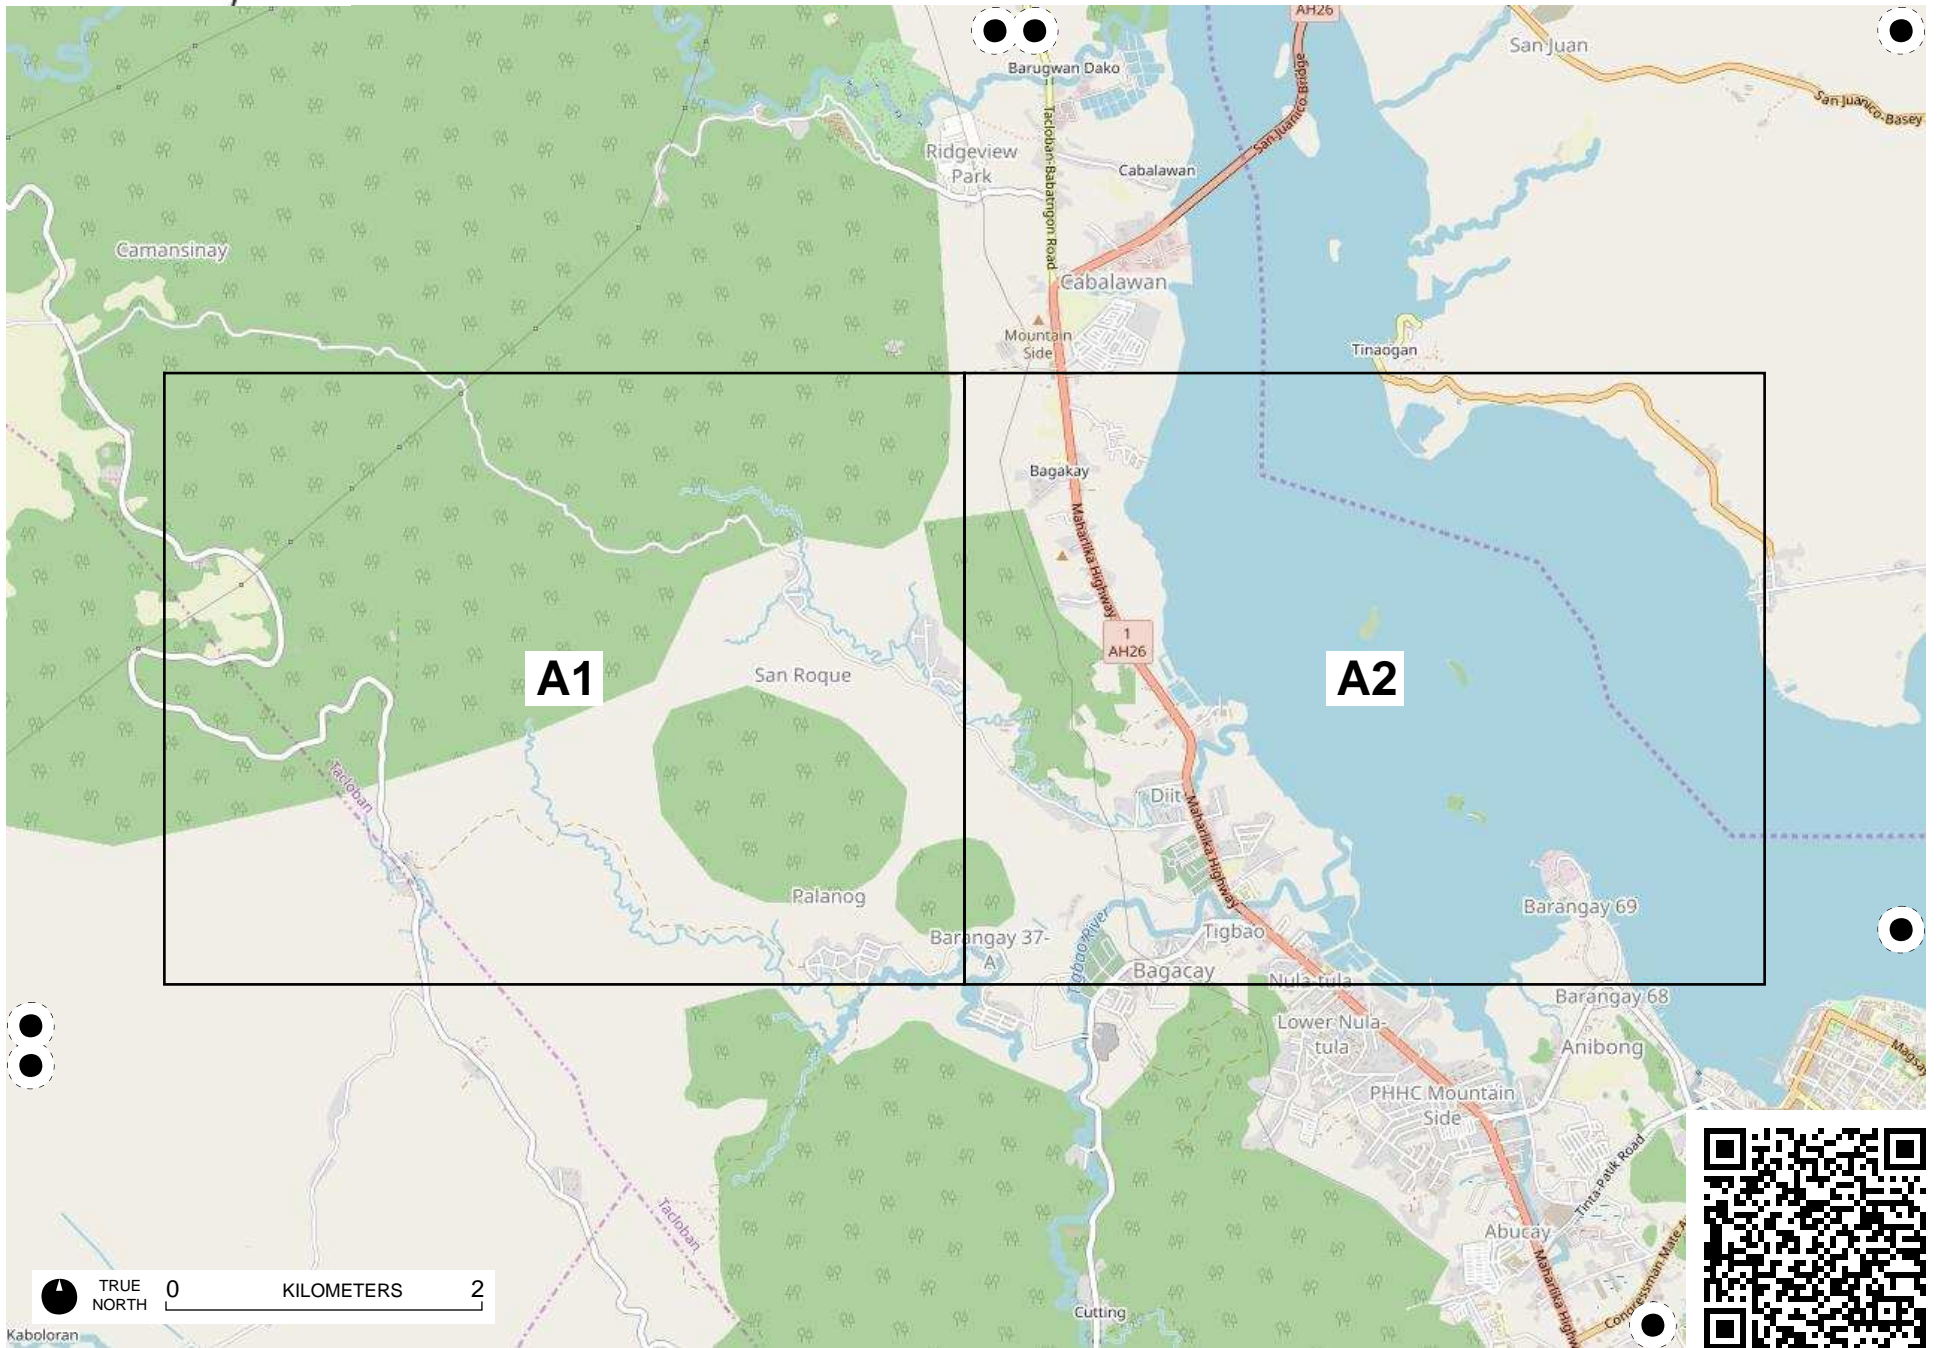 AH26
San Juan
Barugwan Dako
San Juanico Bridge
San Juanico-Basey
Tacloban-Babatngon Road
Ridgeview
Park
Cabalawan
Camansinay
Cabalawan
Mountain
Side
Tinaogan
Bagakay
Maharlika Highway
1
AH26
A1
A2
San Roque
Tacloban
Diit
Maharlika Highway
Palanog
Barangay 69
Barangay 37-
A
Tigbao River
Tigbao
Bagacay
Nula-tula
Barangay 68
Lower Nula-
tula
Anibong
PHHC Mountain
Side
Tinta-Patik Road
Tacloban
Abucay
Maharlika Highw
Congressman Mate A
TRUE
NORTH
0 KILOMETERS 2
Cutting
Kaboloran